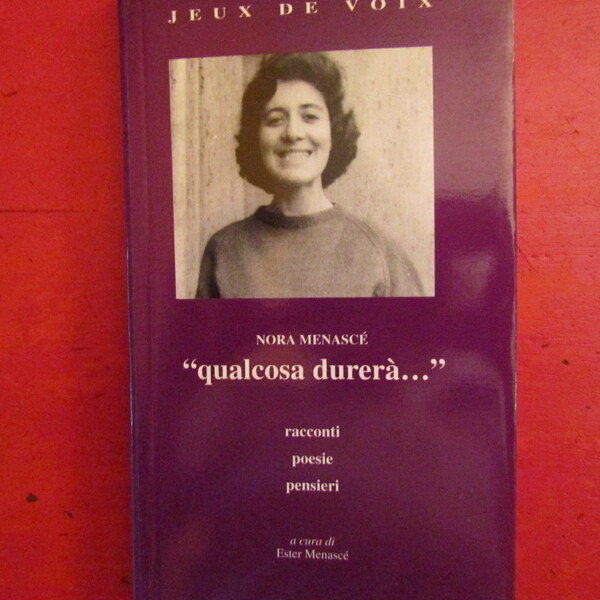 JEUX DE VOIX
NORA MENASCÉ
“qualcosa durerà...”
racconti
poesie
pensieri
a cura di
Ester Menascé